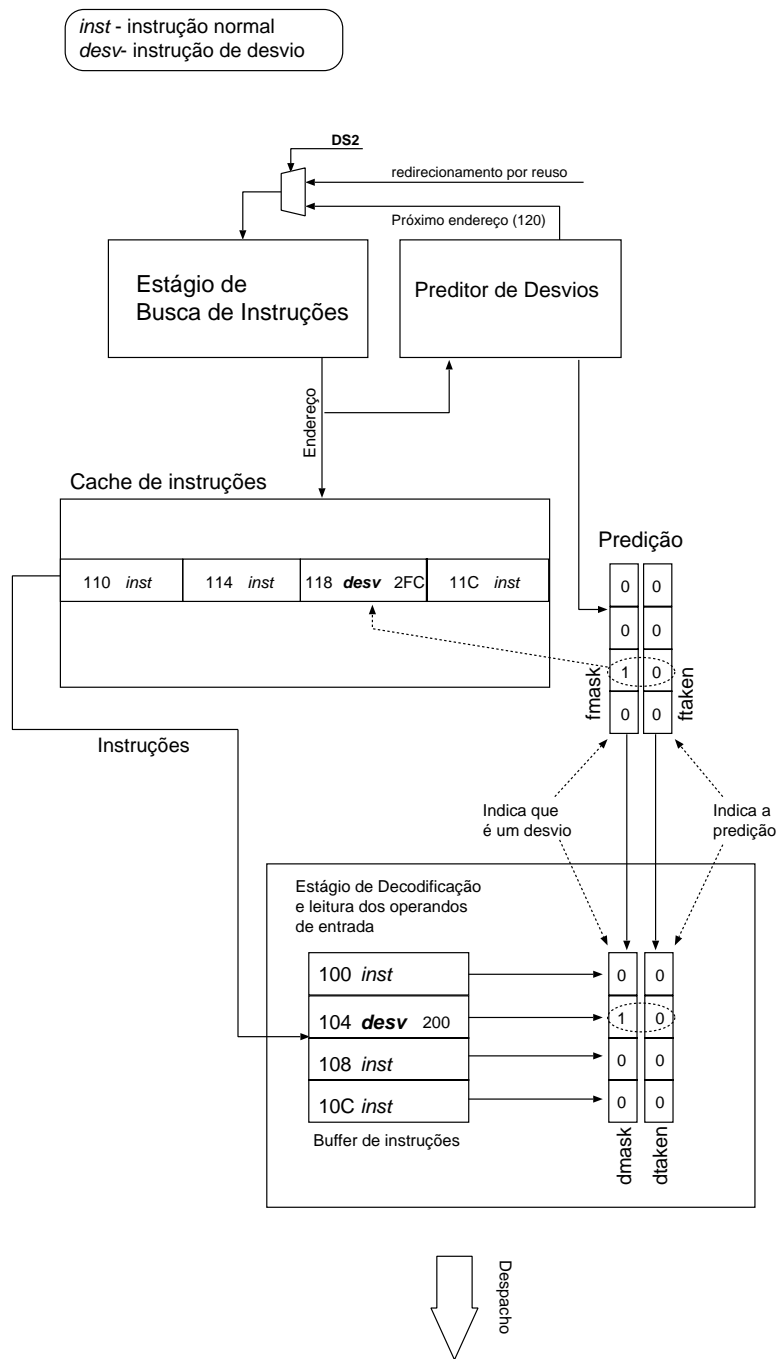 inst - instrução normal
desv- instrução de desvio
DS2
redirecionamento por reuso
Próximo endereço (120)
Estágio de
Busca de Instruções
Preditor de Desvios
Endereço
Cache de instruções
Predição
110 inst
114 inst
118 desv 2FC
11C inst
0 0
0 0
1 0
0 0
fmask
ftaken
Instruções
Indica que
é um desvio
Indica a
predição
Estágio de Decodificação
e leitura dos operandos
de entrada
100 inst
0 0
104 desv 200
1 0
108 inst
0 0
10C inst
0 0
Buffer de instruções
dmask
dtaken
Despacho